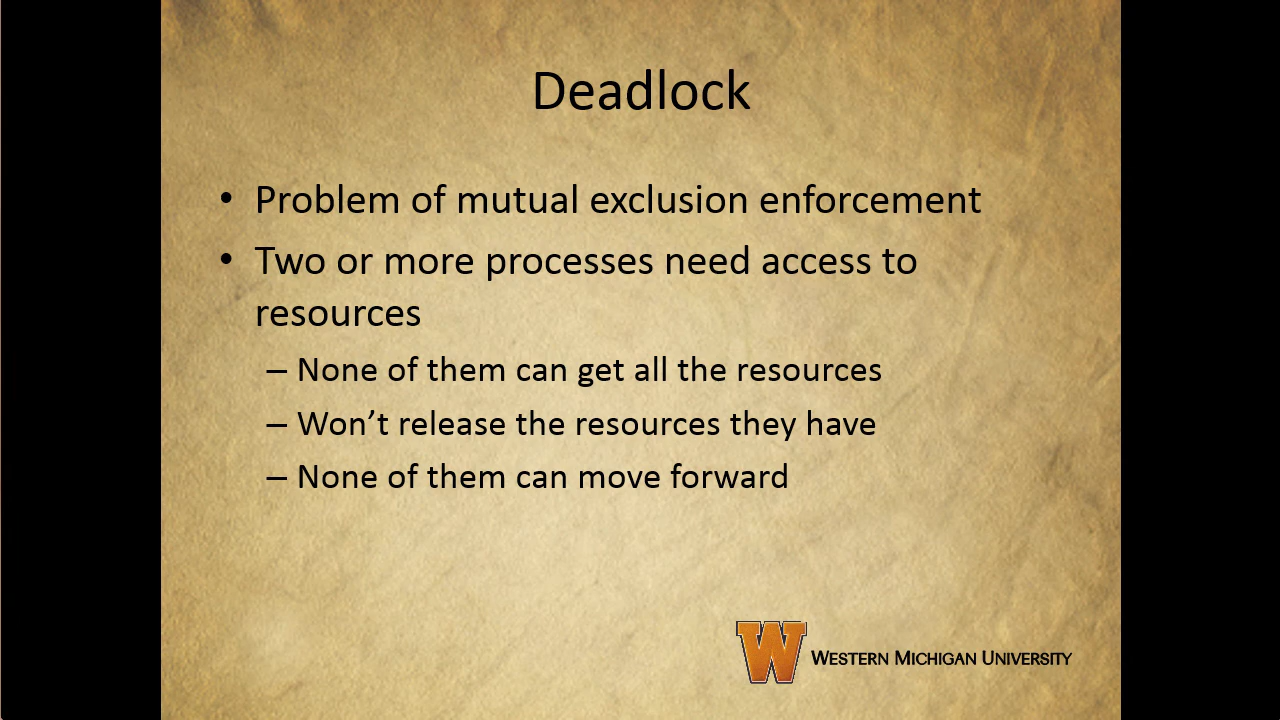 Deadlock
• Problem of mutual exclusion enforcement
• Two or more processes need access to
resources
– None of them can get all the resources
– Won’t release the resources they have
– None of them can move forward
W WESTERN MICHIGAN UNIVERSITY